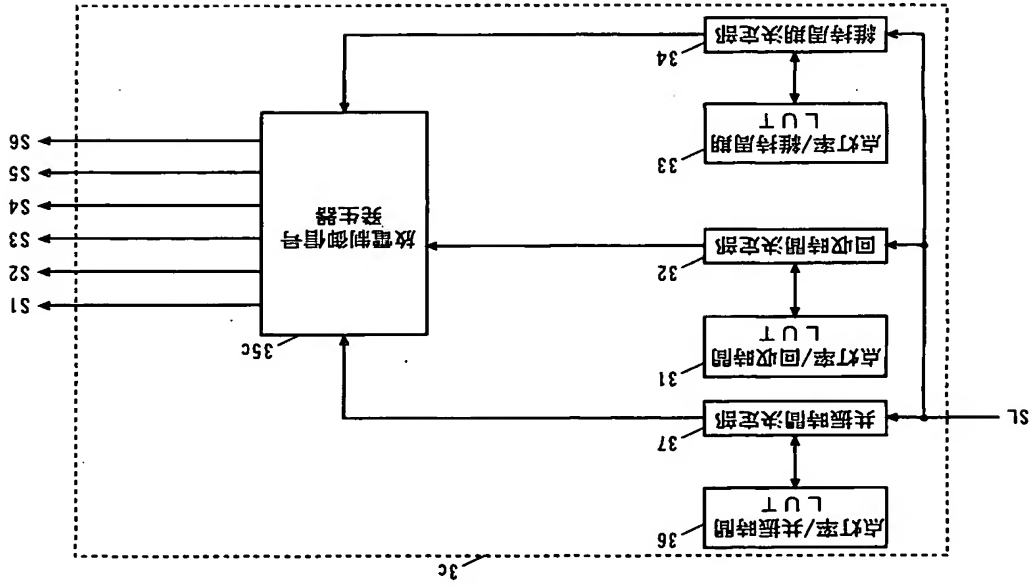 3c
36
点灯率/共振時間
LUT
37
共振時間決定部
SL
31
点灯率/回収時間
LUT
35c
32
回収時間決定部
放電制御信号
発生器
S1
S2
S3
S4
S5
S6
33
点灯率/維持周期
LUT
34
維持周期決定部